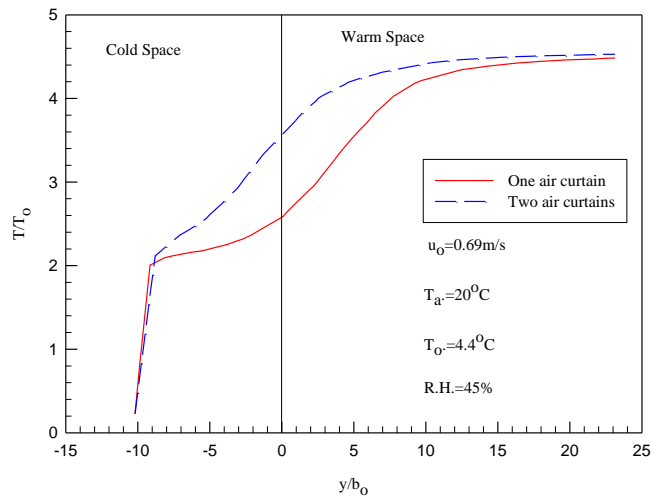 Cold Space
Warm Space
5
4
3
2
1
0
T/To
One air curtain
Two air curtains
uo=0.69m/s
Ta.=20oC
To.=4.4oC
R.H.=45%
-15 -10 -5 0 5 10 15 20 25
y/bo